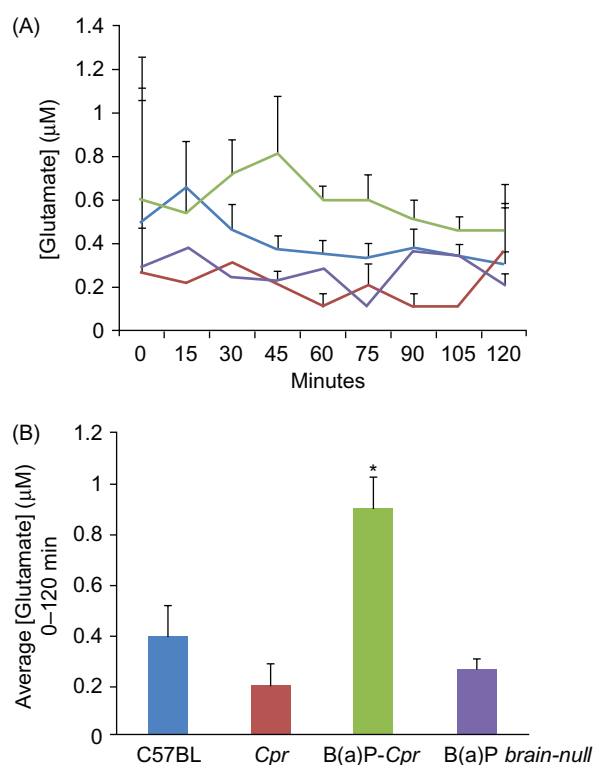 (A)
[Glutamate] (µM)
1.4
1.2
1
0.8
0.6
0.4
0.2
0
0 15 30 45 60 75 90 105 120
Minutes
(B)
Average [Glutamate] (µM)
0–120 min
1.2
1
0.8
0.6
0.4
0.2
0
*
C57BL Cpr B(a)P-Cpr B(a)P brain-null